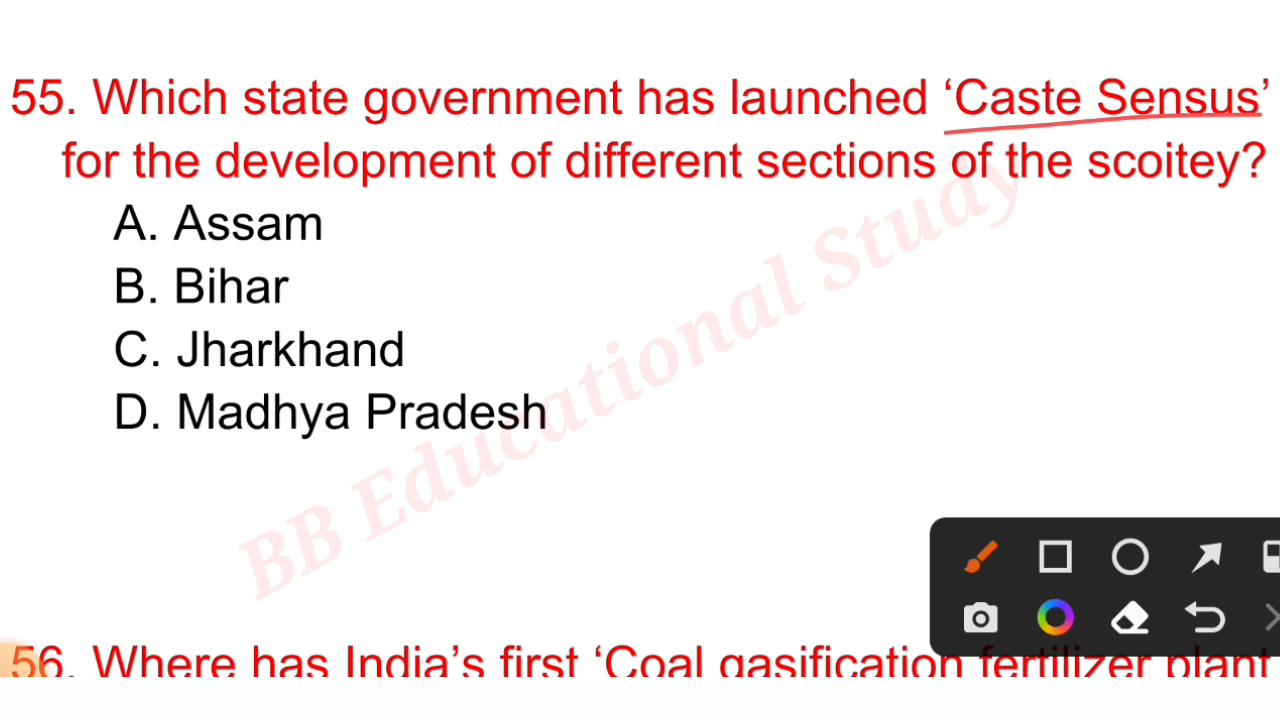 55. Which state government has launched ‘Caste Sensus’
for the development of different sections of the scoitey?
A. Assam
B. Bihar
C. Jharkhand
D. Madhya Pradesh
BB Educational Study
56. Where has India’s first ‘Coal gasification fertilizer plant